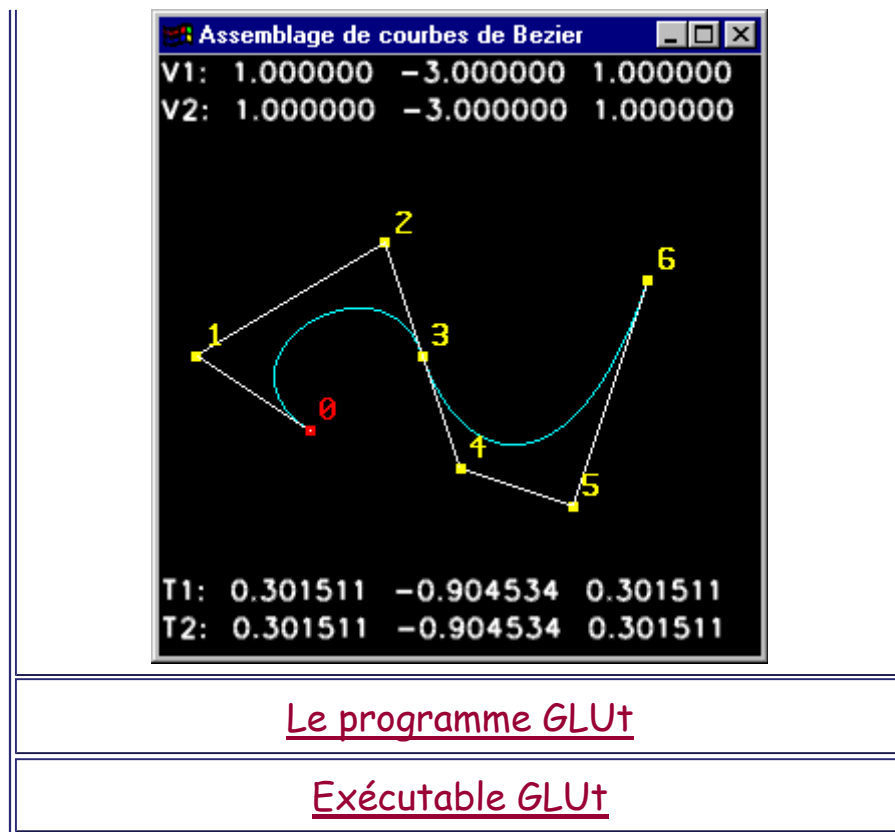 Assemblage de courbes de Bezier
V1: 1.000000 -3.000000 1.000000
V2: 1.000000 -3.000000 1.000000
2
6
1
3
0
4
5
T1: 0.301511 -0.904534 0.301511
T2: 0.301511 -0.904534 0.301511
Le programme GLUt
Exécutable GLUt